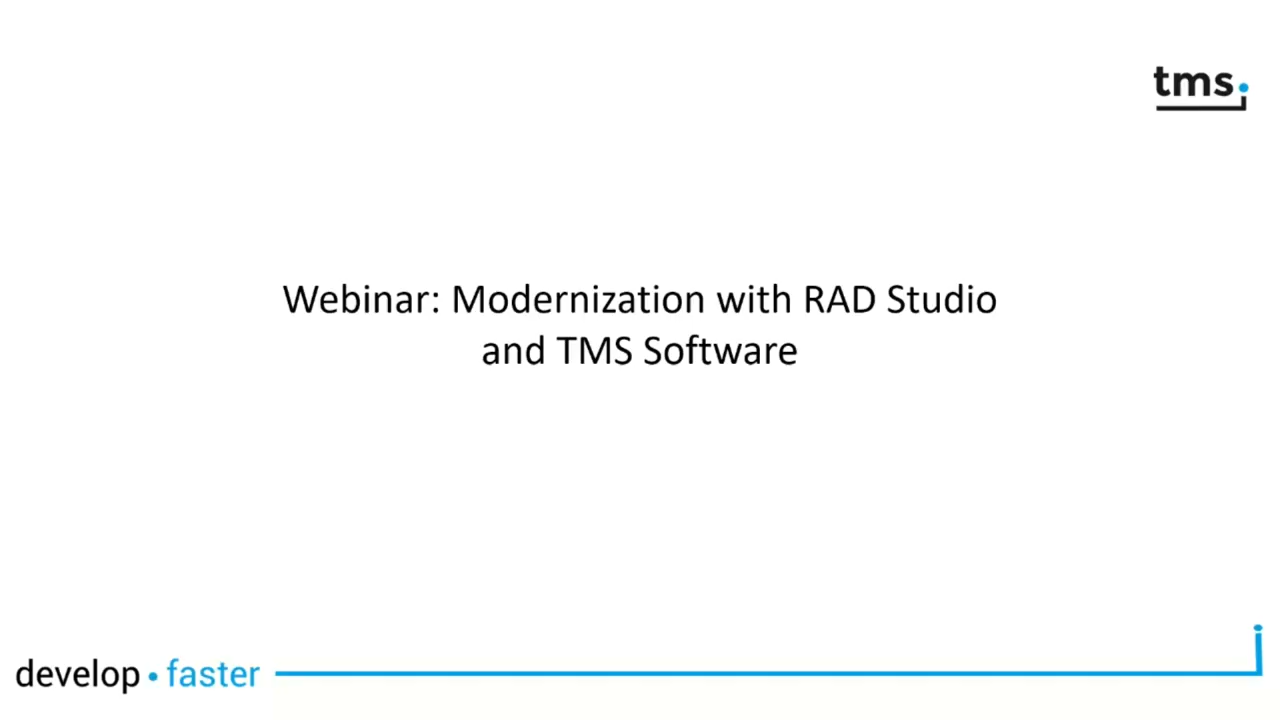 tms.
Webinar: Modernization with RAD Studio
and TMS Software
develop • faster